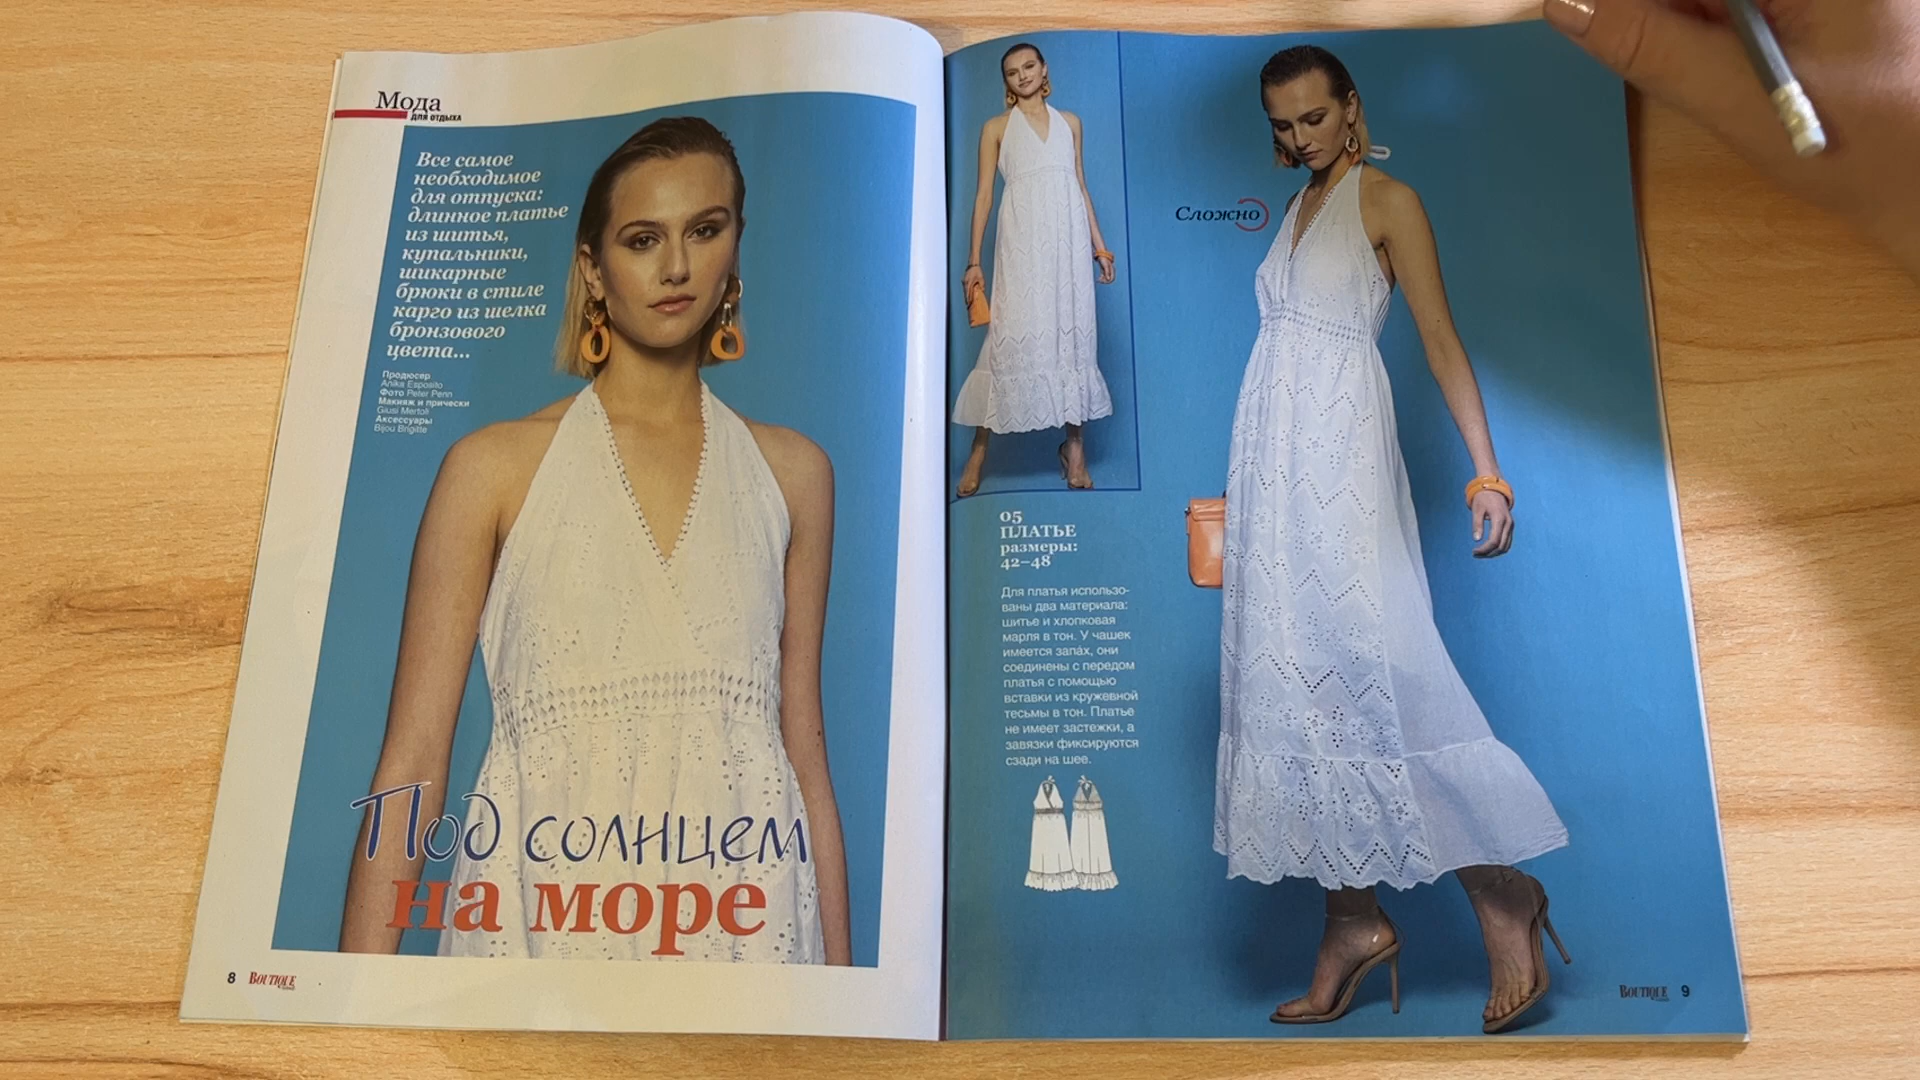 Мода
для отдыха
Все самое
необходимое
для отпуска:
длинное платье
из шитья,
купальники,
шикарные
брюки в стиле
карго из шелка
бронзового
цвета...
Продюсер
Anika Esposito
Фото Peter Penn
Макияж и прически
Giusi Mertoli
Аксессуары
Bijou Brigitte
Под солнцем
на море
8 BOUTIQUE
Сложно
05
ПЛАТЬЕ
размеры:
42–48
Для платья использо-
ваны два материала:
шитье и хлопковая
марля в тон. У чашек
имеется запáх, они
соединены с передом
платья с помощью
вставки из кружевной
тесьмы в тон. Платье
не имеет застежки, а
завязки фиксируются
сзади на шее.
BOUTIQUE 9